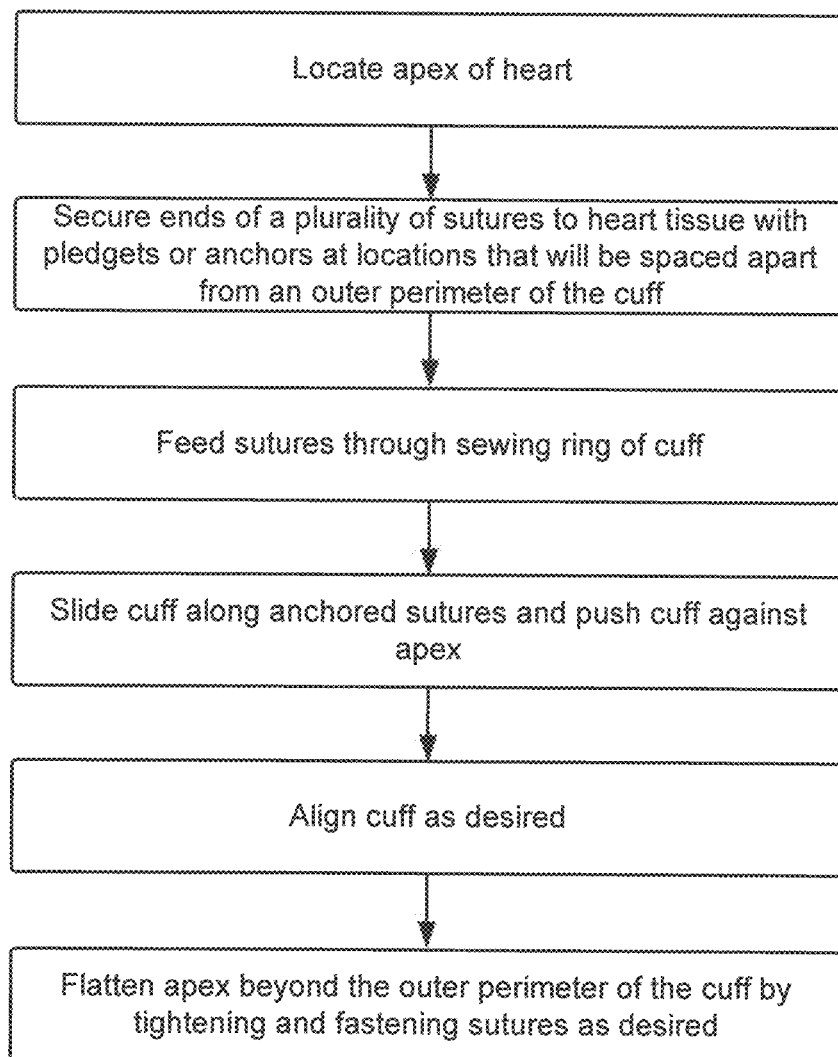 Locate apex of heart
Secure ends of a plurality of sutures to heart tissue with
pledgets or anchors at locations that will be spaced apart
from an outer perimeter of the cuff
Feed sutures through sewing ring of cuff
Slide cuff along anchored sutures and push cuff against
apex
Align cuff as desired
Flatten apex beyond the outer perimeter of the cuff by
tightening and fastening sutures as desired